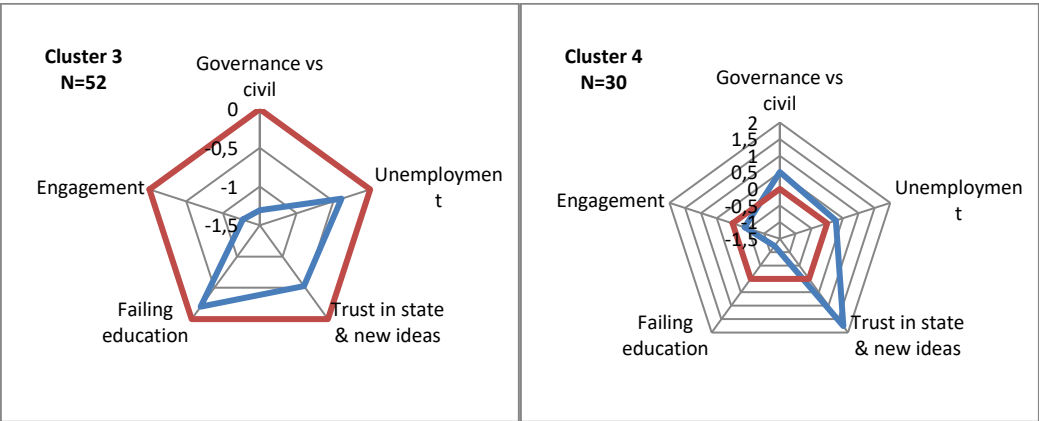 Cluster 3
N=52
Governance vs
civil
0
-0,5
-1
-1,5
Unemploymen
t
Trust in state
& new ideas
Failing
education
Engagement
Cluster 4
N=30
Governance vs
civil
2
1,5
1
0,5
0
-0,5
-1
-1,5
Unemploymen
t
Trust in state
& new ideas
Failing
education
Engagement